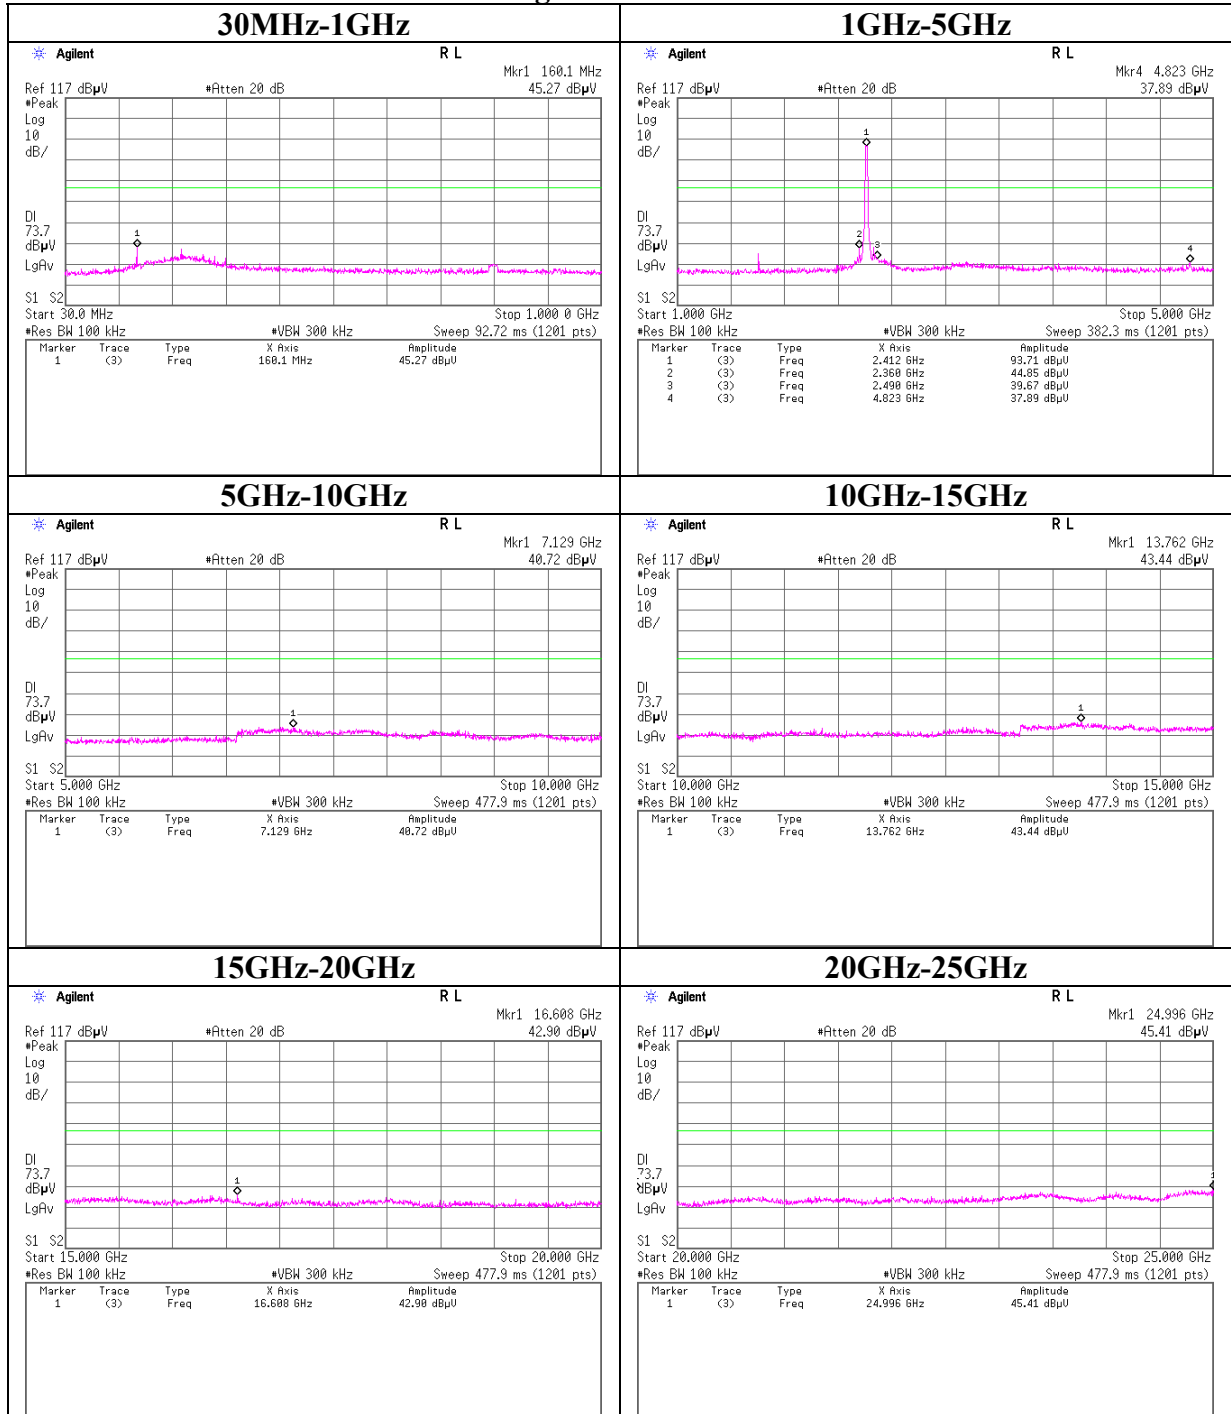 30MHz-1GHz
Agilent R L
Mkr1 160.1 MHz
Ref 117 dBµV #Atten 20 dB 45.27 dBµV
#Peak
Log
10
dB/
1
DI
73.7
dBµV
LgAv
S1 S2
Start 30.0 MHz Stop 1.000 0 GHz
#Res BW 100 kHz #VBW 300 kHz Sweep 92.72 ms (1201 pts)
Marker Trace Type X Axis Amplitude
1 (3) Freq 160.1 MHz 45.27 dBµV
1GHz-5GHz
Agilent R L
Mkr4 4.823 GHz
Ref 117 dBµV #Atten 20 dB 37.89 dBµV
#Peak
Log
10
dB/
1
DI
73.7
dBµV
LgAv
2
3
4
S1 S2
Start 1.000 GHz Stop 5.000 GHz
#Res BW 100 kHz #VBW 300 kHz Sweep 382.3 ms (1201 pts)
Marker Trace Type X Axis Amplitude
1 (3) Freq 2.412 GHz 93.71 dBµV
2 (3) Freq 2.360 GHz 44.85 dBµV
3 (3) Freq 2.490 GHz 39.67 dBµV
4 (3) Freq 4.823 GHz 37.89 dBµV
5GHz-10GHz
Agilent R L
Mkr1 7.129 GHz
Ref 117 dBµV #Atten 20 dB 40.72 dBµV
#Peak
Log
10
dB/
DI
73.7
dBµV
1
LgAv
S1 S2
Start 5.000 GHz Stop 10.000 GHz
#Res BW 100 kHz #VBW 300 kHz Sweep 477.9 ms (1201 pts)
Marker Trace Type X Axis Amplitude
1 (3) Freq 7.129 GHz 40.72 dBµV
10GHz-15GHz
Agilent R L
Mkr1 13.762 GHz
Ref 117 dBµV #Atten 20 dB 43.44 dBµV
#Peak
Log
10
dB/
DI
73.7
dBµV
1
LgAv
S1 S2
Start 10.000 GHz Stop 15.000 GHz
#Res BW 100 kHz #VBW 300 kHz Sweep 477.9 ms (1201 pts)
Marker Trace Type X Axis Amplitude
1 (3) Freq 13.762 GHz 43.44 dBµV
15GHz-20GHz
Agilent R L
Mkr1 16.608 GHz
Ref 117 dBµV #Atten 20 dB 42.90 dBµV
#Peak
Log
10
dB/
DI
73.7
dBµV
1
LgAv
S1 S2
Start 15.000 GHz Stop 20.000 GHz
#Res BW 100 kHz #VBW 300 kHz Sweep 477.9 ms (1201 pts)
Marker Trace Type X Axis Amplitude
1 (3) Freq 16.608 GHz 42.90 dBµV
20GHz-25GHz
Agilent R L
Mkr1 24.996 GHz
Ref 117 dBµV #Atten 20 dB 45.41 dBµV
#Peak
Log
10
dB/
DI
73.7
dBµV
1
LgAv
S1 S2
Start 20.000 GHz Stop 25.000 GHz
#Res BW 100 kHz #VBW 300 kHz Sweep 477.9 ms (1201 pts)
Marker Trace Type X Axis Amplitude
1 (3) Freq 24.996 GHz 45.41 dBµV